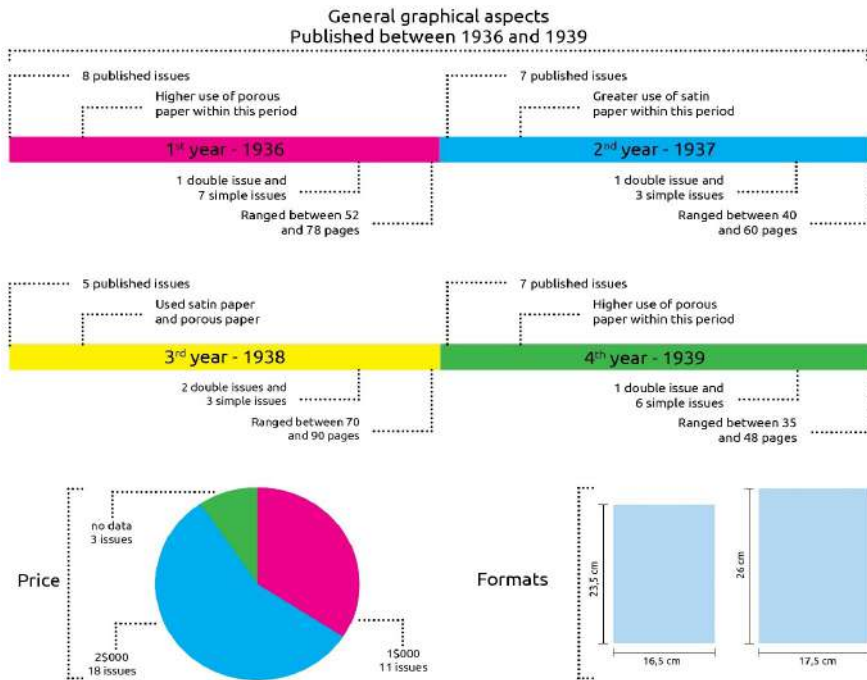 General graphical aspects
Published between 1936 and 1939
8 published issues
Higher use of porous
paper within this period
1st year - 1936
1 double issue and
7 simple issues
Ranged between 52
and 78 pages
7 published issues
Greater use of satin
paper within this period
2nd year - 1937
1 double issue and
3 simple issues
Ranged between 40
and 60 pages
5 published issues
Used satin paper
and porous paper
3rd year - 1938
2 double issues and
3 simple issues
Ranged between 70
and 90 pages
7 published issues
Higher use of porous
paper within this period
4th year - 1939
1 double issue and
6 simple issues
Ranged between 35
and 48 pages
Price
no data
3 issues
2$000
18 issues
1$000
11 issues
Formats
23,5 cm
16,5 cm
26 cm
17,5 cm